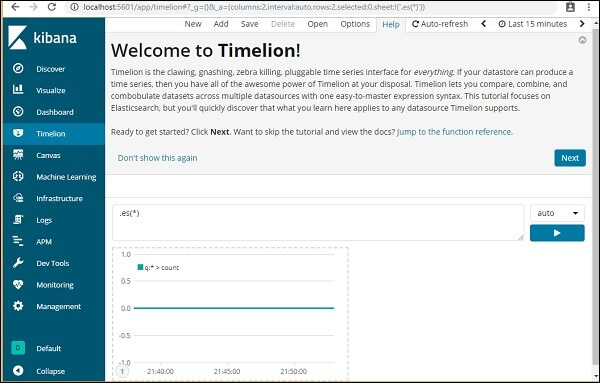 localhost:5601/app/timelion#?_g=()&_a=(columns:2,interval:auto,rows:2,selected:0,sheet:!('.es(*)'))
kibana
Discover
Visualize
Dashboard
Timelion
Canvas
Machine Learning
Infrastructure
Logs
APM
Dev Tools
Monitoring
Management
D Default
Collapse
New Add Save Delete Open Options Help Auto-refresh Last 15 minutes
Welcome to Timelion!
Timelion is the clawing, gnashing, zebra killing, pluggable time series interface for everything. If your datastore can produce a
time series, then you have all of the awesome power of Timelion at your disposal. Timelion lets you compare, combine, and
combobulate datasets across multiple datasources with one easy-to-master expression syntax. This tutorial focuses on
Elasticsearch, but you'll quickly discover that what you learn here applies to any datasource Timelion supports.
Ready to get started? Click Next. Want to skip the tutorial and view the docs? Jump to the function reference.
Don't show this again
Next
.es(*)
auto
1.0
q:* > count
0.5
0.0
-0.5
-1.0
1
21:40:00 21:45:00 21:50:00